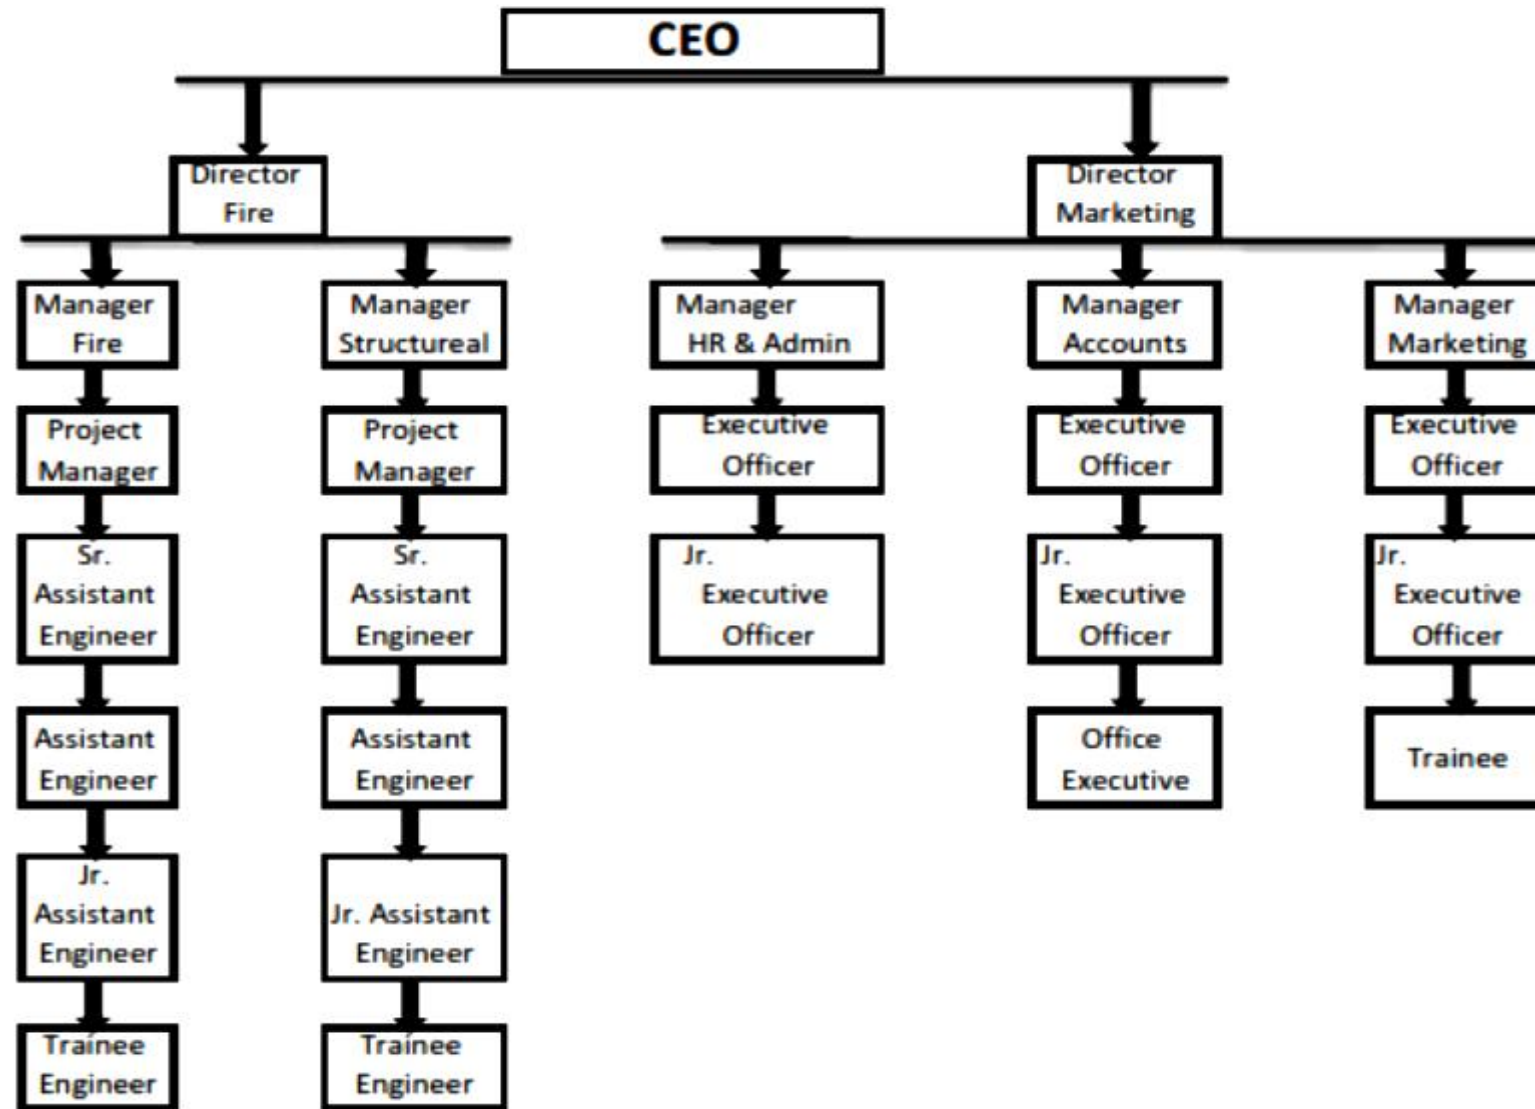 CEO
Director
Fire
Director
Marketing
Manager
Fire
Manager
Structureal
Manager
HR & Admin
Manager
Accounts
Manager
Marketing
Project
Manager
Project
Manager
Executive
Officer
Executive
Officer
Executive
Officer
Sr.
Assistant
Engineer
Sr.
Assistant
Engineer
Jr.
Executive
Officer
Jr.
Executive
Officer
Jr.
Executive
Officer
Assistant
Engineer
Assistant
Engineer
Office
Executive
Trainee
Jr.
Assistant
Engineer
Jr. Assistant
Engineer
Trainee
Engineer
Trainee
Engineer